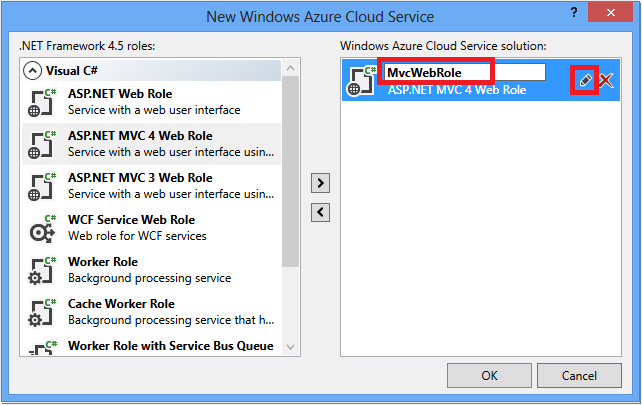 New Windows Azure Cloud Service
?
.NET Framework 4.5 roles:
Windows Azure Cloud Service solution:
Visual C#
C#
ASP.NET Web Role
Service with a web user interface
C#
ASP.NET MVC 4 Web Role
Service with a web user interface usin...
C#
ASP.NET MVC 3 Web Role
Service with a web user interface usin...
C#
WCF Service Web Role
Web role for WCF services
C#
Worker Role
Background processing service
C#
Cache Worker Role
Background processing service that h...
C#
Worker Role with Service Bus Queue
C#
MvcWebRole
ASP.NET MVC 4 Web Role
OK
Cancel